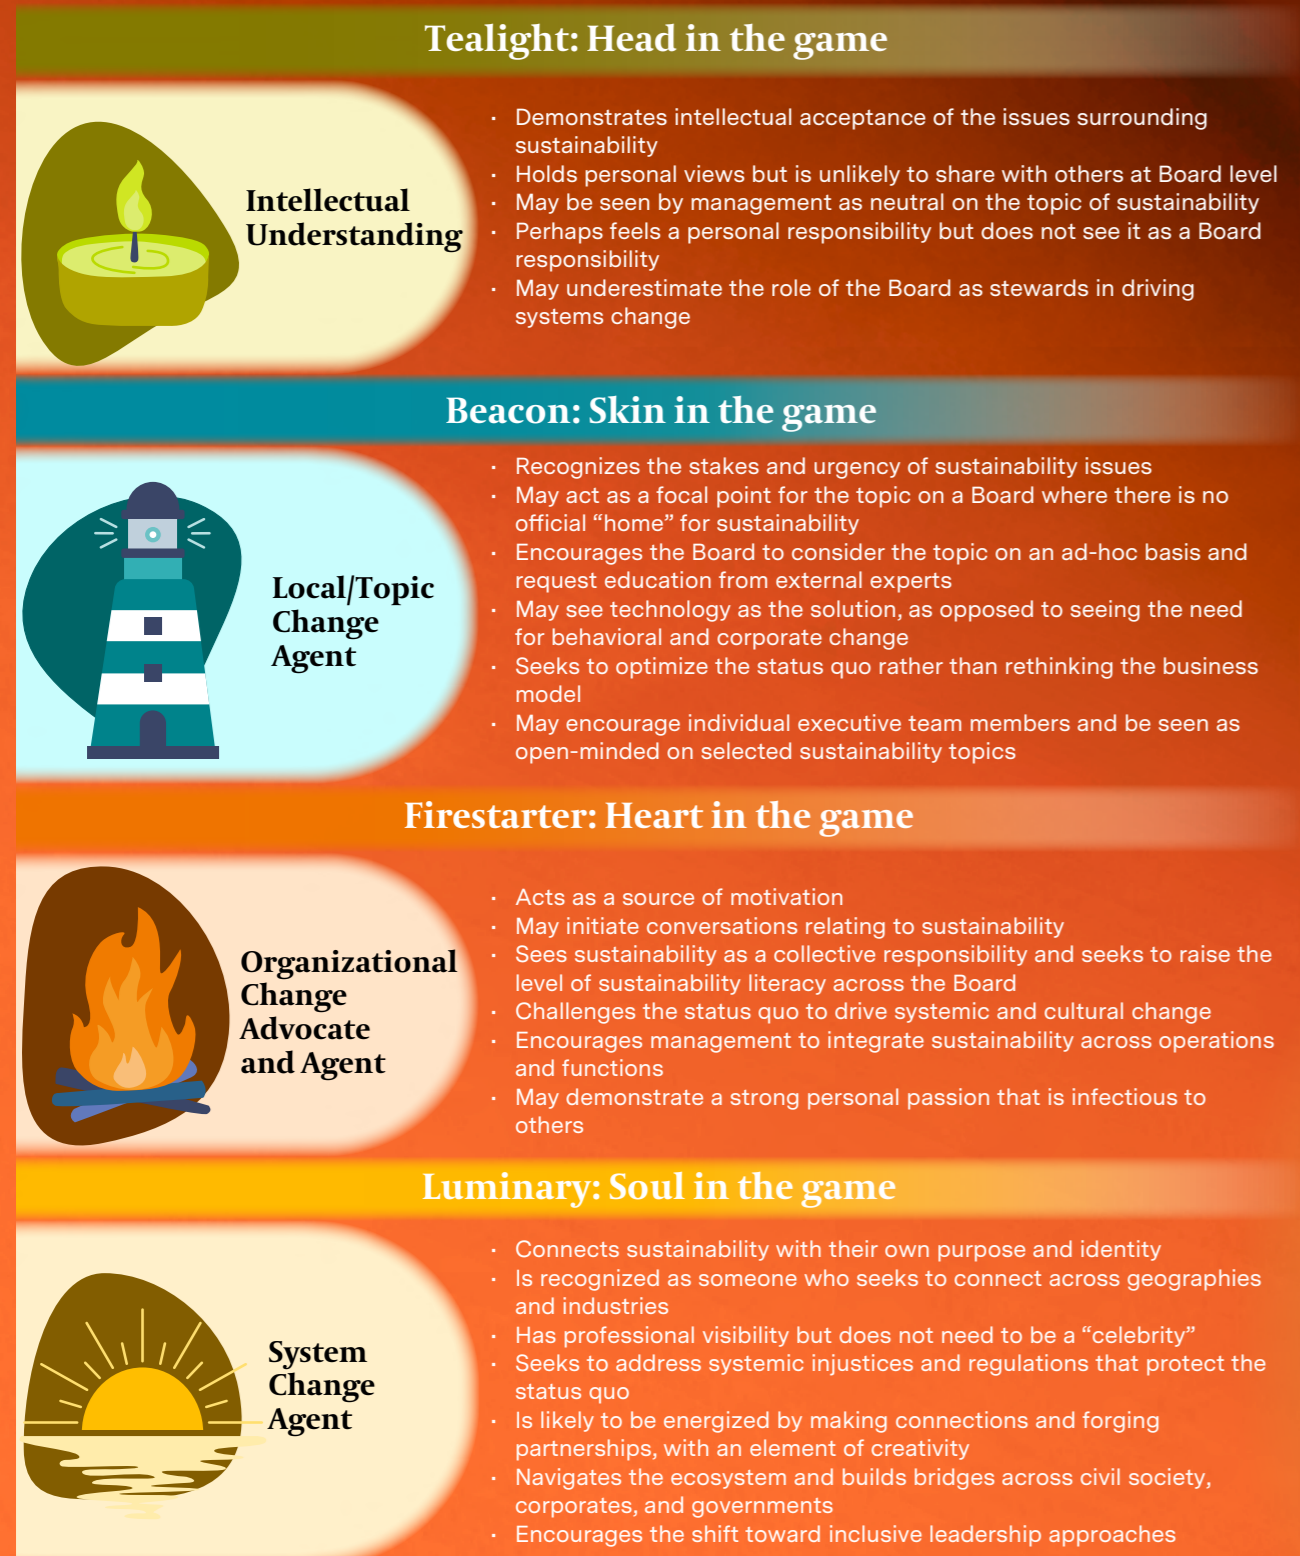 Tealight: Head in the game
Intellectual
Understanding
· Demonstrates intellectual acceptance of the issues surrounding
sustainability
· Holds personal views but is unlikely to share with others at Board level
· May be seen by management as neutral on the topic of sustainability
· Perhaps feels a personal responsibility but does not see it as a Board
responsibility
· May underestimate the role of the Board as stewards in driving
systems change
Beacon: Skin in the game
Local/Topic
Change
Agent
· Recognizes the stakes and urgency of sustainability issues
· May act as a focal point for the topic on a Board where there is no
official “home” for sustainability
· Encourages the Board to consider the topic on an ad-hoc basis and
request education from external experts
· May see technology as the solution, as opposed to seeing the need
for behavioral and corporate change
· Seeks to optimize the status quo rather than rethinking the business
model
· May encourage individual executive team members and be seen as
open-minded on selected sustainability topics
Firestarter: Heart in the game
Organizational
Change
Advocate
and Agent
· Acts as a source of motivation
· May initiate conversations relating to sustainability
· Sees sustainability as a collective responsibility and seeks to raise the
level of sustainability literacy across the Board
· Challenges the status quo to drive systemic and cultural change
· Encourages management to integrate sustainability across operations
and functions
· May demonstrate a strong personal passion that is infectious to
others
Luminary: Soul in the game
System
Change
Agent
· Connects sustainability with their own purpose and identity
· Is recognized as someone who seeks to connect across geographies
and industries
· Has professional visibility but does not need to be a “celebrity”
· Seeks to address systemic injustices and regulations that protect the
status quo
· Is likely to be energized by making connections and forging
partnerships, with an element of creativity
· Navigates the ecosystem and builds bridges across civil society,
corporates, and governments
· Encourages the shift toward inclusive leadership approaches